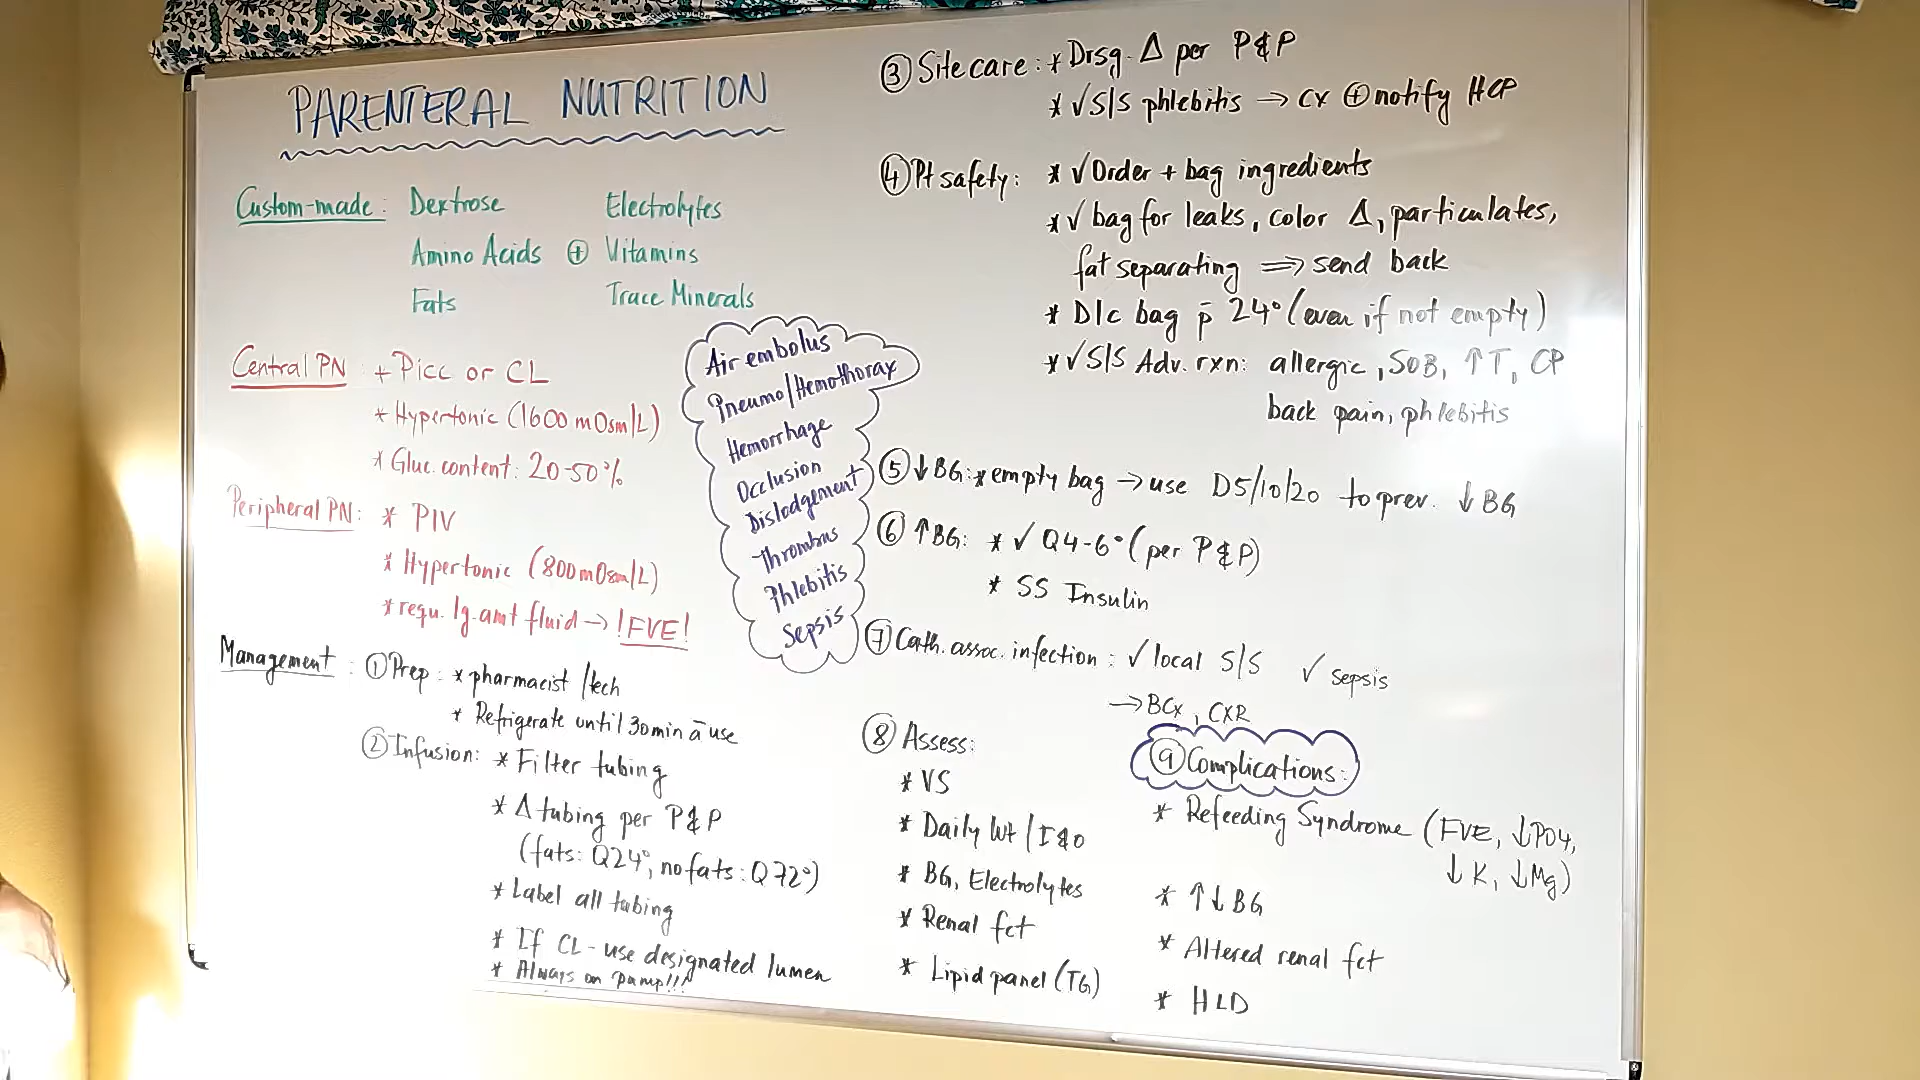 PARENTERAL NUTRITION
Custom-made: Dextrose Electrolytes
Amino Acids ⊕ Vitamins
Fats Trace Minerals
Central PN + Picc or CL
* Hypertonic (1600 mOsm/L)
* Gluc. content: 20-50%
Peripheral PN: * PIV
* Hypertonic (800 mOsm/L)
* requ. lg. amt fluid → !FVE!
Air embolus
Pneumo/Hemothorax
Hemorrhage
Occlusion
Dislodgement
Thrombus
Phlebitis
Sepsis
Management: ① Prep: * pharmacist/tech
* Refrigerate until 30 min ā use
② Infusion: * Filter tubing
* Δ tubing per P&P
(fats: Q24°, no fats: Q72°)
* Label all tubing
* If CL - use designated lumen
* Always on pump!!!
③ Site care: * Drsg. Δ per P&P
* √ S/S phlebitis → CX ⊕ notify HCP
④ Pt safety: * √ Order + bag ingredients
* √ bag for leaks, color Δ, particulates,
fat separating ⇒ send back
* D/c bag p̄ 24° (even if not empty)
* √ S/S Adv. rxn: allergic, SOB, ↑T, CP
back pain, phlebitis
⑤ ↓BG: * empty bag → use D5/10/20 to prev. ↓BG
⑥ ↑BG: * √ Q4-6° (per P&P)
* SS Insulin
⑦ Cath. assoc. infection: √ local S/S √ sepsis
→ BCx, CXR
⑧ Assess:
* VS
* Daily Wt / I&O
* BG, Electrolytes
* Renal fct
* Lipid panel (TG)
⑨ Complications:
* Refeeding Syndrome (FVE, ↓PO4,
↓K, ↓Mg)
* ↑↓BG
* Altered renal fct
* HLD